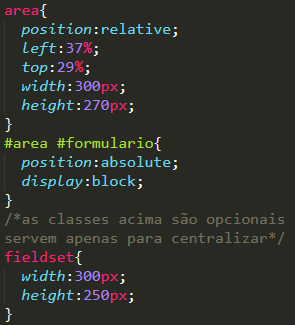 area{
position:relative;
left:37%;
top:29%;
width:300px;
height:270px;
}
#area #formulario{
position:absolute;
display:block;
}
/*as classes acima são opcionais
servem apenas para centralizar*/
fieldset{
width:300px;
height:250px;
}